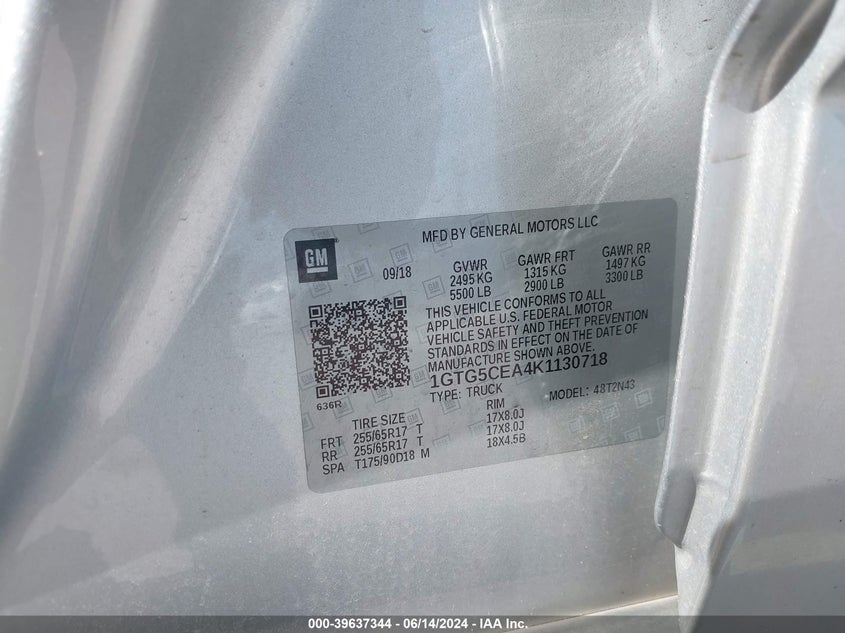 MFD BY GENERAL MOTORS LLC
GM
09/18
GVWR GAWR FRT GAWR RR
2495 KG 1315 KG 1497 KG
5500 LB 2900 LB 3300 LB
THIS VEHICLE CONFORMS TO ALL
APPLICABLE U.S. FEDERAL MOTOR
VEHICLE SAFETY AND THEFT PREVENTION
STANDARDS IN EFFECT ON THE DATE OF
MANUFACTURE SHOWN ABOVE.
1GTG5CEA4K1130718
TYPE: TRUCK MODEL: 48T2N43
636R
TIRE SIZE RIM
FRT 255/65R17 T 17X8.0J
RR 255/65R17 T 17X8.0J
SPA T175/90D18 M 18X4.5B
000-39637344 / 06/14/2024 - IAA Inc.